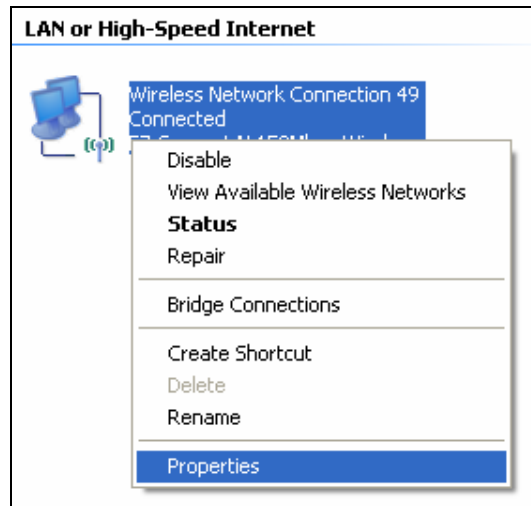 LAN or High-Speed Internet
Wireless Network Connection 49
Connected
Disable
View Available Wireless Networks
Status
Repair
Bridge Connections
Create Shortcut
Delete
Rename
Properties